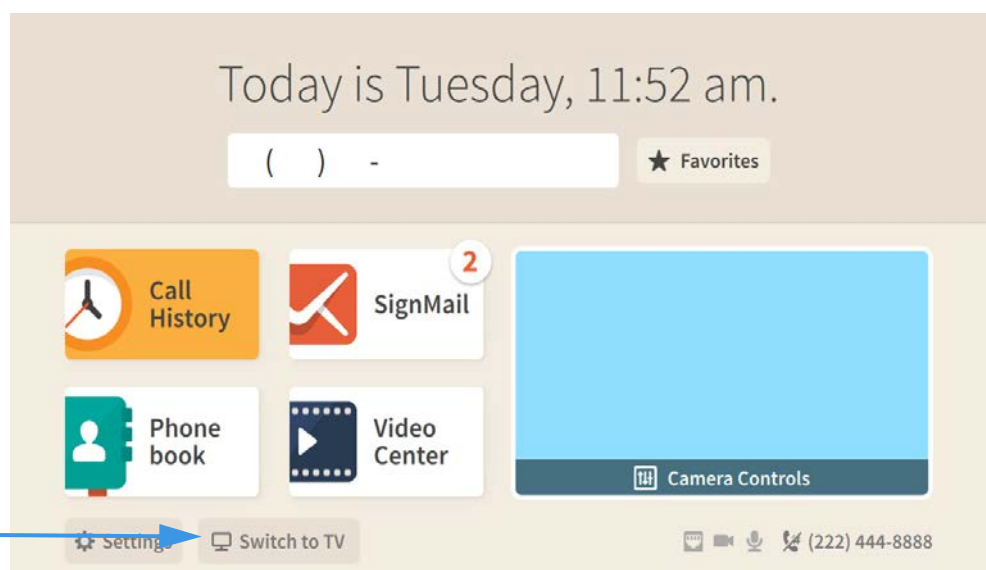 Today is Tuesday, 11:52 am.
( ) -
Favorites
Call
History
2
SignMail
Phone
book
Video
Center
Camera Controls
Settings
Switch to TV
(222) 444-8888